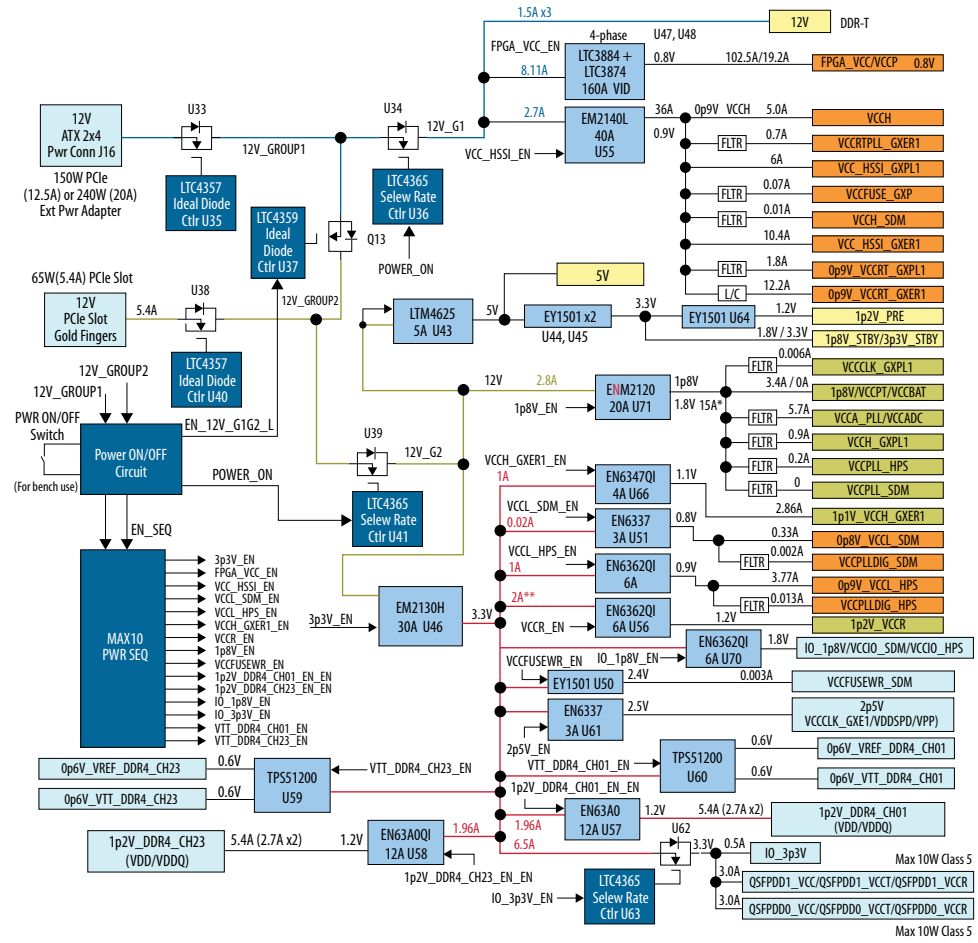 1.5A x3
12V
DDR-T
4-phase
U47, U48
FPGA_VCC_EN
LTC3884 +
LTC3874
160A VID
0.8V
102.5A/19.2A
FPGA_VCC/VCCP 0.8V
8.11A
12V
ATX 2x4
Pwr Conn J16
150W PCIe
(12.5A) or 240W (20A)
Ext Pwr Adapter
U33
LTC4357
Ideal Diode
Ctlr U35
12V_GROUP1
U34
12V_G1
LTC4365
Selew Rate
Ctlr U36
POWER_ON
2.7A
EM2140L
40A
U55
VCC_HSSI_EN
36A
0.9V
0p9V VCCH
5.0A
VCCH
FLTR
0.7A
VCCRTPLL_GXER1
6A
VCC_HSSI_GXPL1
FLTR
0.07A
VCCFUSE_GXP
FLTR
0.01A
VCCH_SDM
10.4A
VCC_HSSI_GXER1
FLTR
1.8A
0p9V_VCCRT_GXPL1
L/C
12.2A
0p9V_VCCRT_GXER1
LTC4359
Ideal
Diode
Ctlr U37
Q13
65W(5.4A) PCIe Slot
12V
PCIe Slot
Gold Fingers
5.4A
U38
LTC4357
Ideal Diode
Ctlr U40
12V_GROUP2
LTM4625
5A U43
5V
5V
EY1501 x2
U44, U45
3.3V
EY1501 U64
1.2V
1p2V_PRE
1.8V / 3.3V
1p8V_STBY/3p3V_STBY
12V_GROUP1
12V_GROUP2
PWR ON/OFF
Switch
(For bench use)
Power ON/OFF
Circuit
EN_12V_G1G2_L
POWER_ON
EN_SEQ
U39
12V_G2
LTC4365
Selew Rate
Ctlr U41
12V
2.8A
1p8V_EN
ENM2120
20A U71
1p8V
1.8V 15A*
FLTR
0.006A
VCCCLK_GXPL1
3.4A / 0A
1p8V/VCCPT/VCCBAT
FLTR
5.7A
VCCA_PLL/VCCADC
FLTR
0.9A
VCCH_GXPL1
FLTR
0.2A
VCCPLL_HPS
FLTR
0
VCCPLL_SDM
VCCH_GXER1_EN
1A
EN6347QI
4A U66
1.1V
2.86A
1p1V_VCCH_GXER1
VCCL_SDM_EN
0.02A
EN6337
3A U51
0.8V
0.33A
0p8V_VCCL_SDM
FLTR
0.002A
VCCPLLDIG_SDM
VCCL_HPS_EN
1A
EN6362QI
6A
0.9V
3.77A
0p9V_VCCL_HPS
FLTR
0.013A
VCCPLLDIG_HPS
2A**
VCCR_EN
EN6362QI
6A U56
1.2V
1p2V_VCCR
MAX10
PWR SEQ
3p3V_EN
FPGA_VCC_EN
VCC_HSSI_EN
VCCL_SDM_EN
VCCL_HPS_EN
VCCH_GXER1_EN
VCCR_EN
1p8V_EN
VCCFUSEWR_EN
1p2V_DDR4_CH01_EN_EN
1p2V_DDR4_CH23_EN_EN
IO_1p8V_EN
IO_3p3V_EN
VTT_DDR4_CH01_EN
VTT_DDR4_CH23_EN
3p3V_EN
EM2130H
30A U46
3.3V
IO_1p8V_EN
EN6362QI
6A U70
1.8V
IO_1p8V/VCCIO_SDM/VCCIO_HPS
VCCFUSEWR_EN
EY1501 U50
2.4V
0.003A
VCCFUSEWR_SDM
2p5V_EN
EN6337
3A U61
2.5V
2p5V
VCCCLK_GXE1/VDDSPD/VPP)
VTT_DDR4_CH01_EN
TPS51200
U60
0.6V
0p6V_VREF_DDR4_CH01
0.6V
0p6V_VTT_DDR4_CH01
0p6V_VREF_DDR4_CH23
0.6V
0p6V_VTT_DDR4_CH23
0.6V
TPS51200
U59
VTT_DDR4_CH23_EN
1p2V_DDR4_CH01_EN_EN
1.96A
EN63A0
12A U57
1.2V
5.4A (2.7A x2)
1p2V_DDR4_CH01
(VDD/VDDQ)
1p2V_DDR4_CH23
(VDD/VDDQ)
5.4A (2.7A x2)
1.2V
EN63A0QI
12A U58
1.96A
1p2V_DDR4_CH23_EN_EN
6.5A
U62
LTC4365
Selew Rate
Ctlr U63
IO_3p3V_EN
3.3V
0.5A
IO_3p3V
Max 10W Class 5
3.0A
QSFPDD1_VCC/QSFPDD1_VCCT/QSFPDD1_VCCR
3.0A
QSFPDD0_VCC/QSFPDD0_VCCT/QSFPDD0_VCCR
Max 10W Class 5